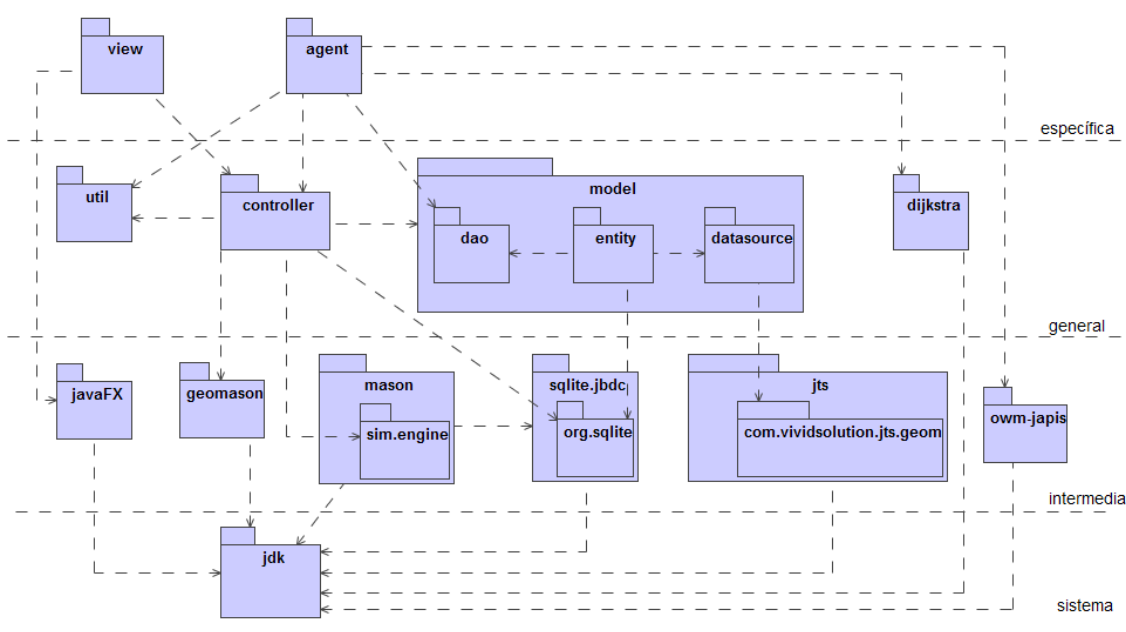 view
agent
específica
util
controller
model
dao
entity
datasource
dijkstra
general
javaFX
geomason
mason
sim.engine
sqlite.jbdc
org.sqlite
jts
com.vividsolution.jts.geom
owm-japis
intermedia
jdk
sistema